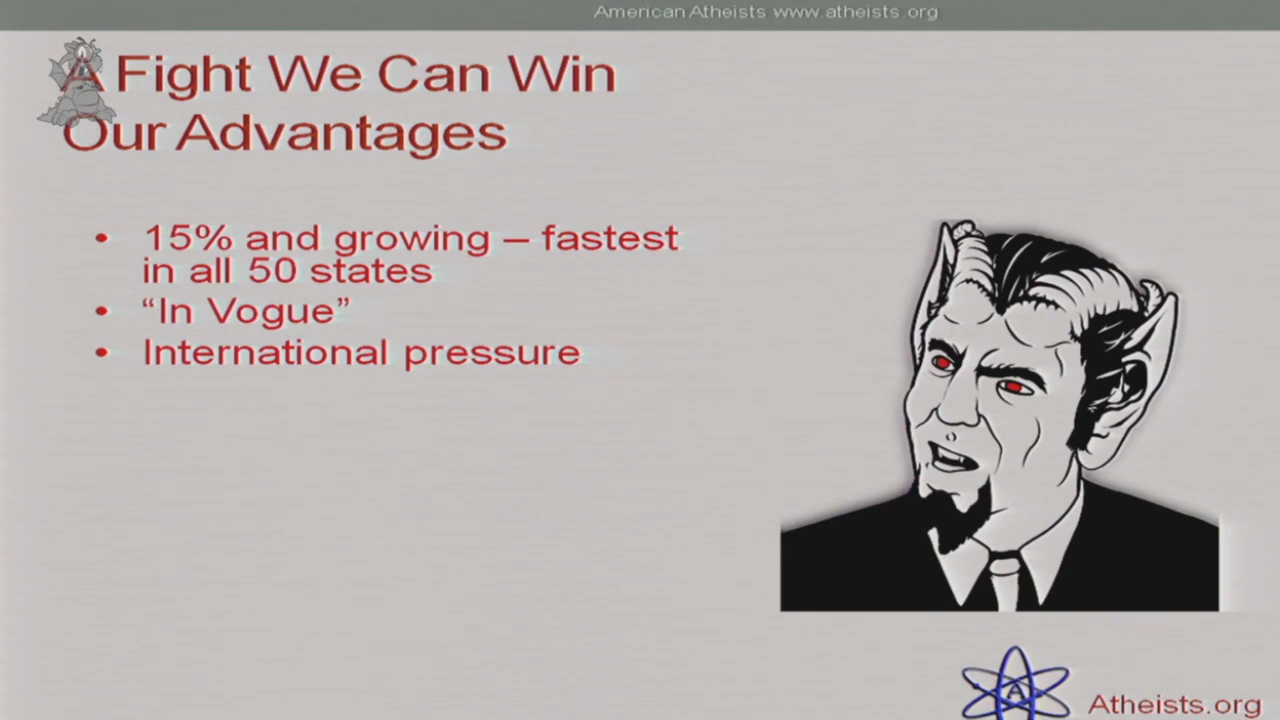 American Atheists www.atheists.org
A Fight We Can Win
Our Advantages
• 15% and growing – fastest
in all 50 states
• “In Vogue”
• International pressure
A
Atheists.org